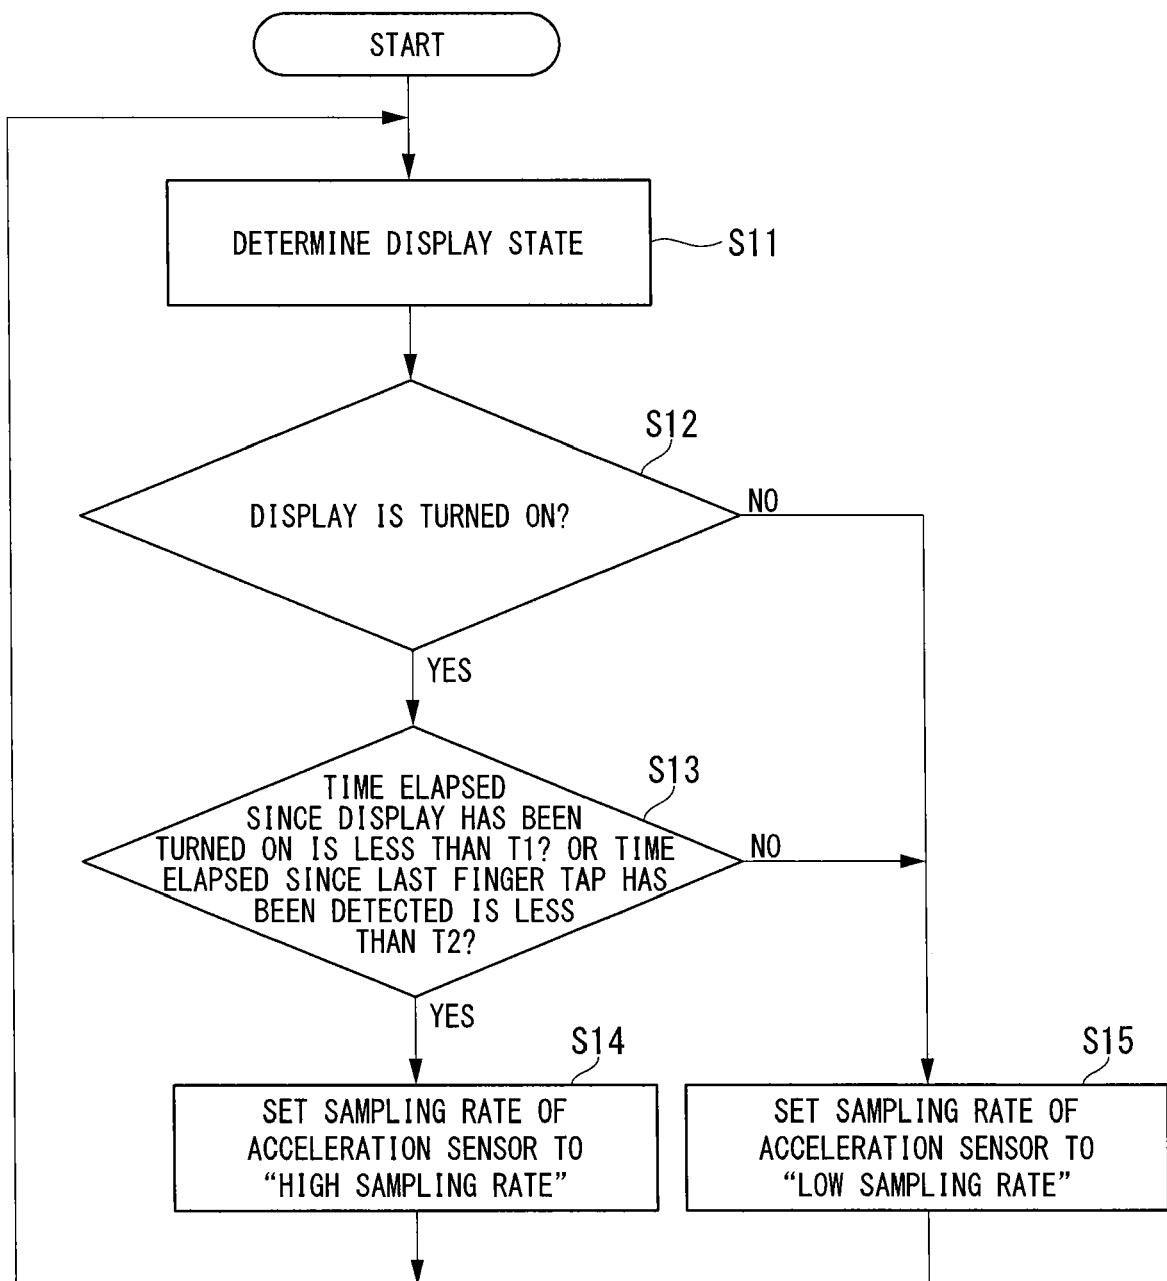 START
DETERMINE DISPLAY STATE
S11
S12
DISPLAY IS TURNED ON?
NO
YES
S13
TIME ELAPSED
SINCE DISPLAY HAS BEEN
TURNED ON IS LESS THAN T1? OR TIME
ELAPSED SINCE LAST FINGER TAP HAS
BEEN DETECTED IS LESS
THAN T2?
NO
YES
S14
SET SAMPLING RATE OF
ACCELERATION SENSOR TO
“HIGH SAMPLING RATE”
S15
SET SAMPLING RATE OF
ACCELERATION SENSOR TO
“LOW SAMPLING RATE”